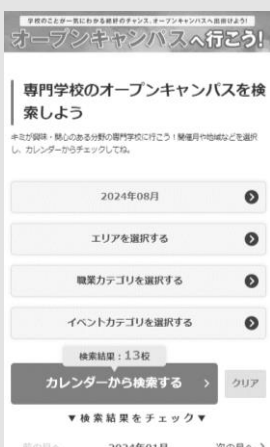 学校のことが一気にわかる絶好のチャンス、オープンキャンパスへ出掛けよう!
オープンキャンパスへ行こう!
専門学校のオープンキャンパスを検
索しよう
キミが興味・関心のある分野の専門学校に行こう!開催月や地域などを選択
し、カレンダーからチェックしてね。
2024年08月
エリアを選択する
職業カテゴリを選択する
イベントカテゴリを選択する
検索結果:13校
カレンダーから検索する
クリア
▼検索結果をチェック▼
前の月へ 2024年01月 次の月へ